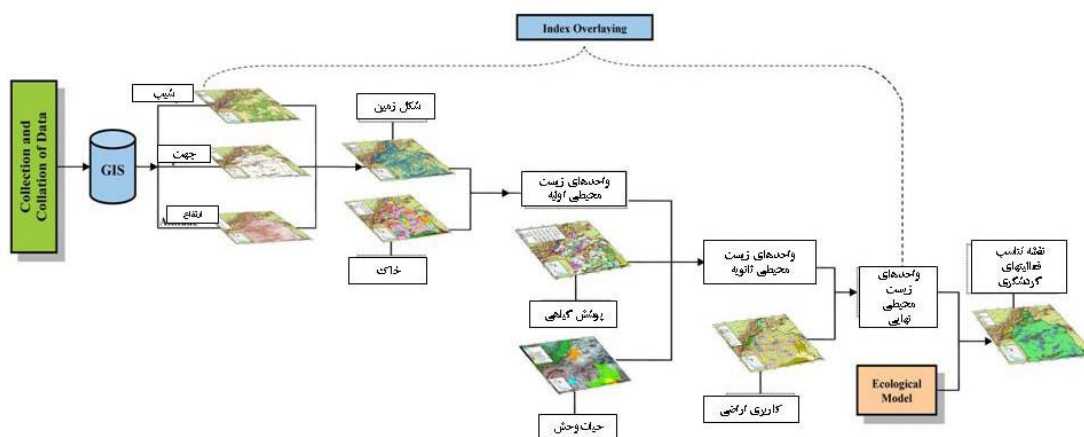 Index Overlaying
Collection and
Collation of Data
GIS
شیب
جهت
ارتفاع
شکل زمین
خاک
واحدهای زیست
محیطی اولیه
پوشش گیاهی
حیات وحش
واحدهای زیست
محیطی ثانویه
کاربری اراضی
واحدهای
زیست
محیطی
نهایی
Ecological
Model
نقشه تناسب
فعالیتهای
گردشگری